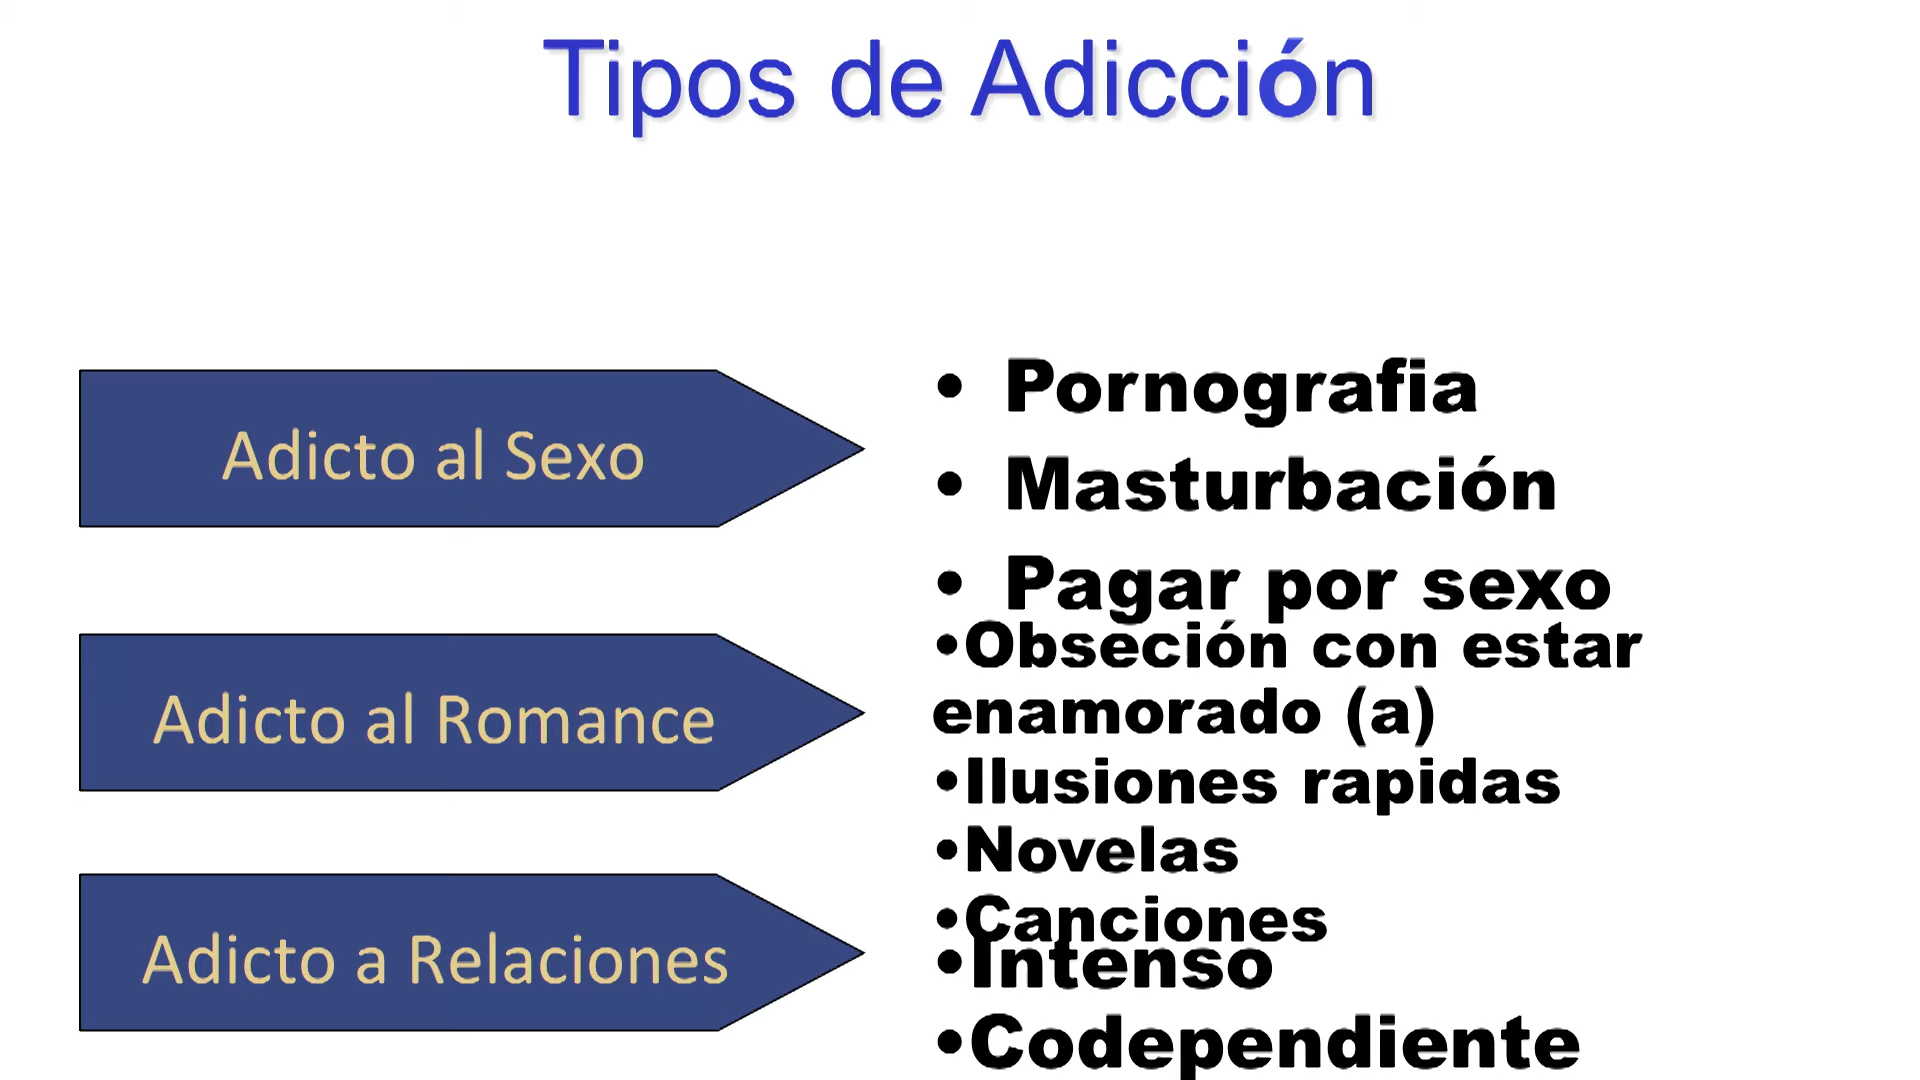 Tipos de Adicción
Adicto al Sexo
• Pornografia
• Masturbación
• Pagar por sexo
Adicto al Romance
•Obseción con estar
enamorado (a)
•Ilusiones rapidas
•Novelas
•Canciones
Adicto a Relaciones
•Intenso
•Codependiente